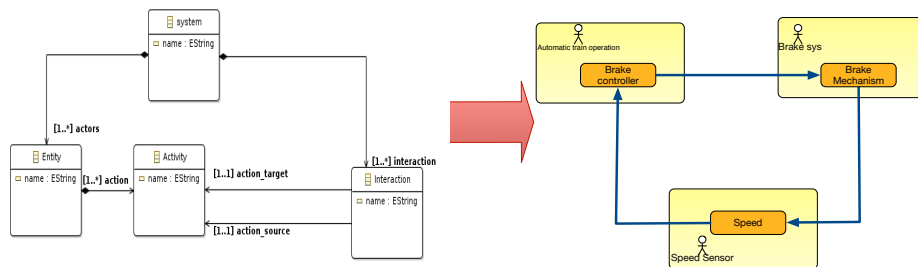 system
name : EString
[1..*] actors
Entity
name : EString
[1..*] action
Activity
name : EString
[1..1] action_target
[1..1] action_source
[1..*] interaction
Interaction
name : EString
Automatic train operation
Brake
controller
Brake sys
Brake
Mechanism
Speed
Speed Sensor